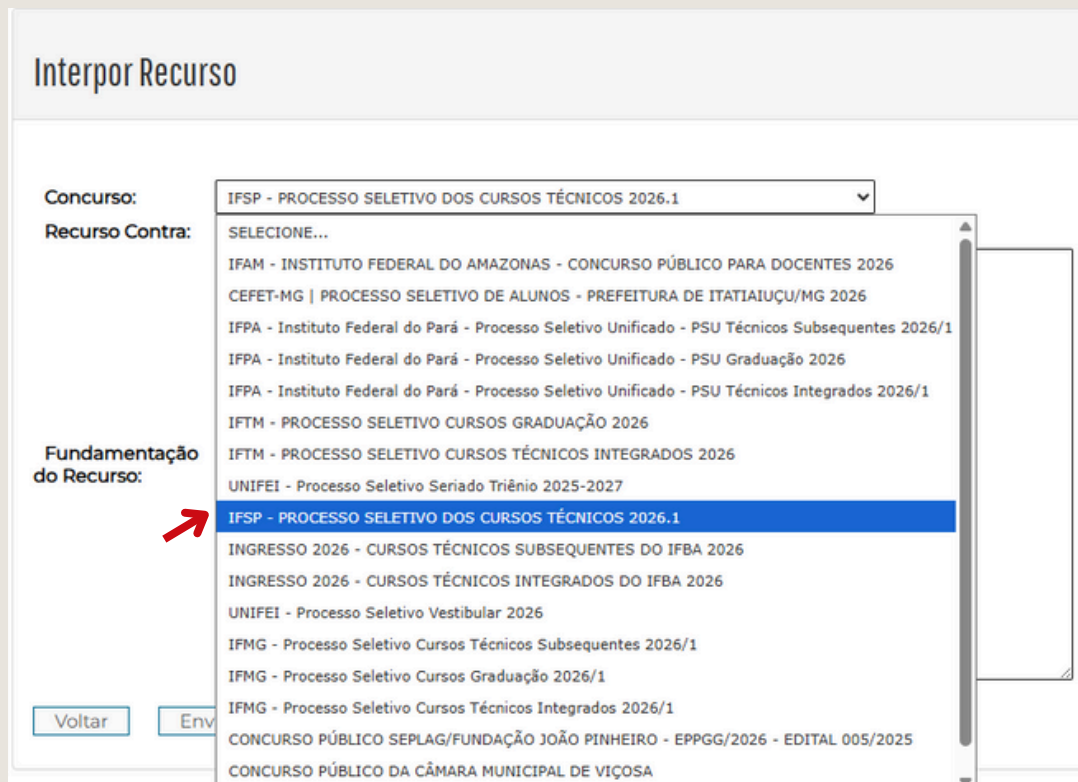 Interpor Recurso
Concurso:
IFSP - PROCESSO SELETIVO DOS CURSOS TÉCNICOS 2026.1
Recurso Contra:
SELECIONE...
IFAM - INSTITUTO FEDERAL DO AMAZONAS - CONCURSO PÚBLICO PARA DOCENTES 2026
CEFET-MG | PROCESSO SELETIVO DE ALUNOS - PREFEITURA DE ITATIAIUÇU/MG 2026
IFPA - Instituto Federal do Pará - Processo Seletivo Unificado - PSU Técnicos Subsequentes 2026/1
IFPA - Instituto Federal do Pará - Processo Seletivo Unificado - PSU Graduação 2026
IFPA - Instituto Federal do Pará - Processo Seletivo Unificado - PSU Técnicos Integrados 2026/1
IFTM - PROCESSO SELETIVO CURSOS GRADUAÇÃO 2026
Fundamentação
do Recurso:
IFTM - PROCESSO SELETIVO CURSOS TÉCNICOS INTEGRADOS 2026
UNIFEI - Processo Seletivo Seriado Triênio 2025-2027
IFSP - PROCESSO SELETIVO DOS CURSOS TÉCNICOS 2026.1
INGRESSO 2026 - CURSOS TÉCNICOS SUBSEQUENTES DO IFBA 2026
INGRESSO 2026 - CURSOS TÉCNICOS INTEGRADOS DO IFBA 2026
UNIFEI - Processo Seletivo Vestibular 2026
IFMG - Processo Seletivo Cursos Técnicos Subsequentes 2026/1
IFMG - Processo Seletivo Cursos Graduação 2026/1
IFMG - Processo Seletivo Cursos Técnicos Integrados 2026/1
CONCURSO PÚBLICO SEPLAG/FUNDAÇÃO JOÃO PINHEIRO - EPPGG/2026 - EDITAL 005/2025
CONCURSO PÚBLICO DA CÂMARA MUNICIPAL DE VIÇOSA
Voltar
Env